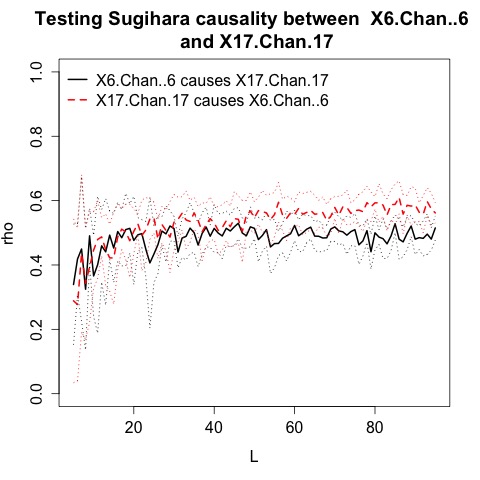 Testing Sugihara causality between  X6.Chan..6
and X17.Chan.17
X6.Chan..6 causes X17.Chan.17
X17.Chan.17 causes X6.Chan..6
rho
1.0
0.8
0.6
0.4
0.2
0.0
20 40 60 80
L